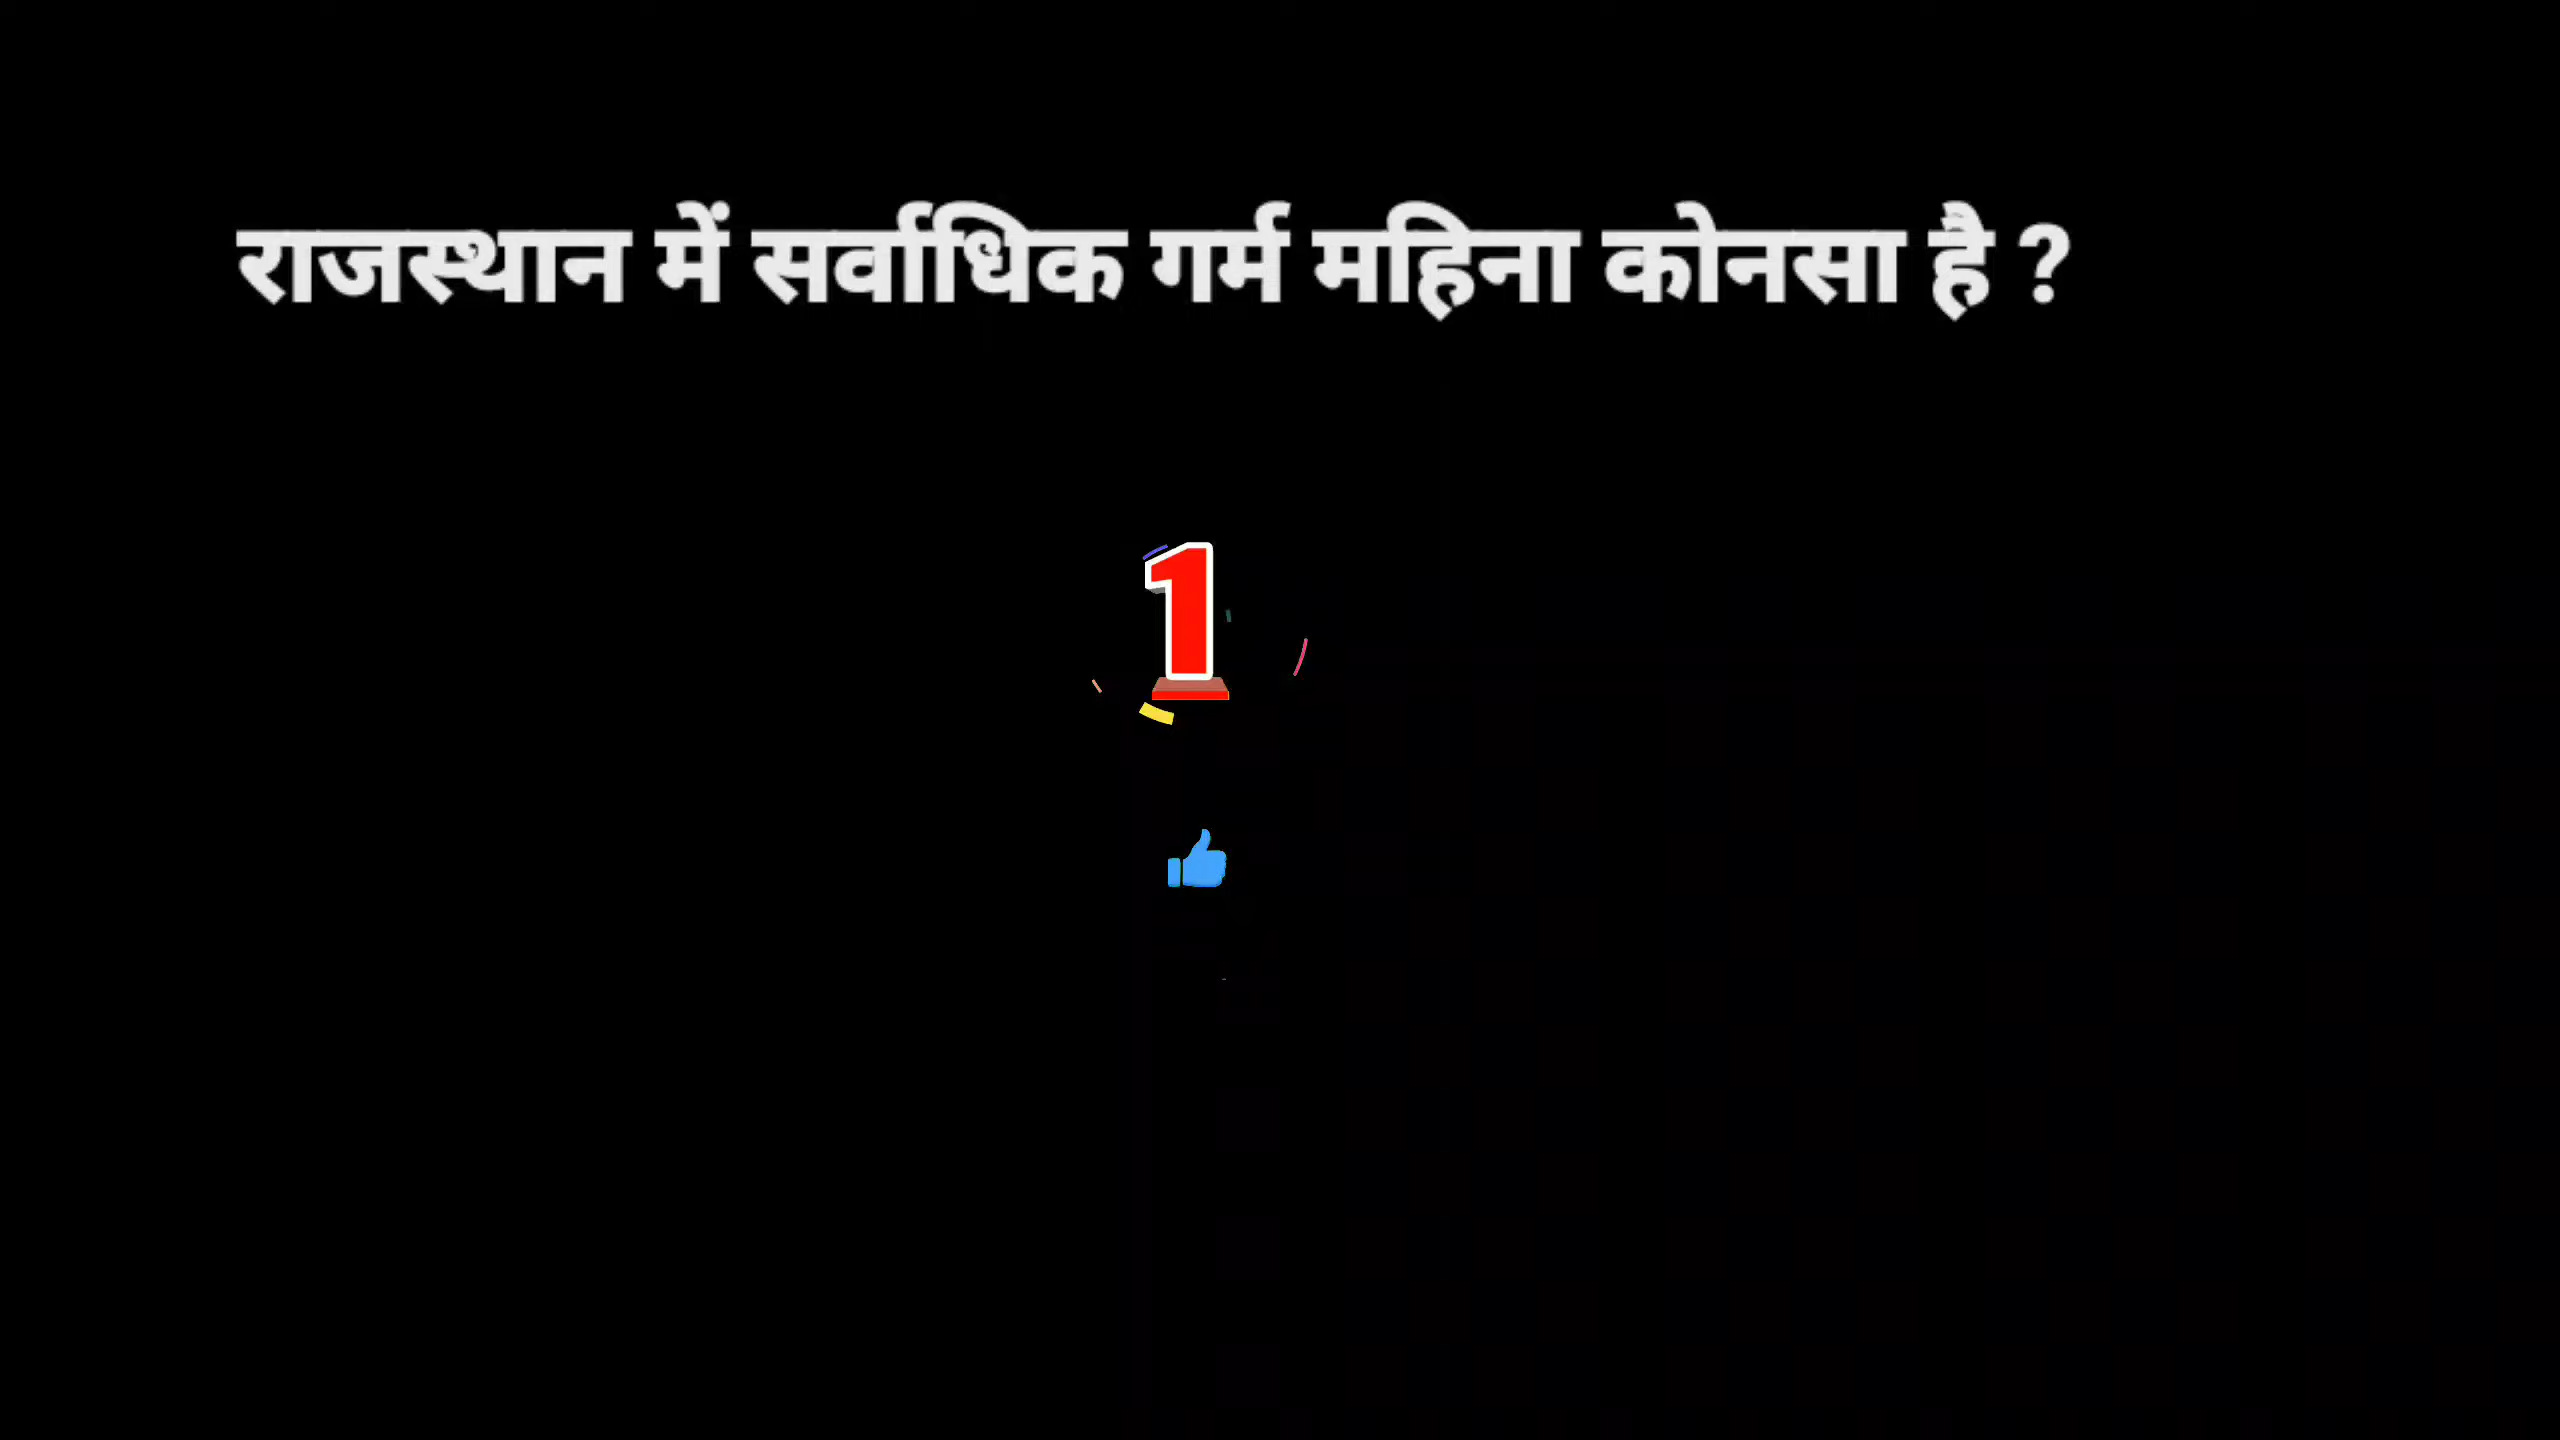 राजस्थान में सर्वाधिक गर्म महिना कोनसा है ?
1